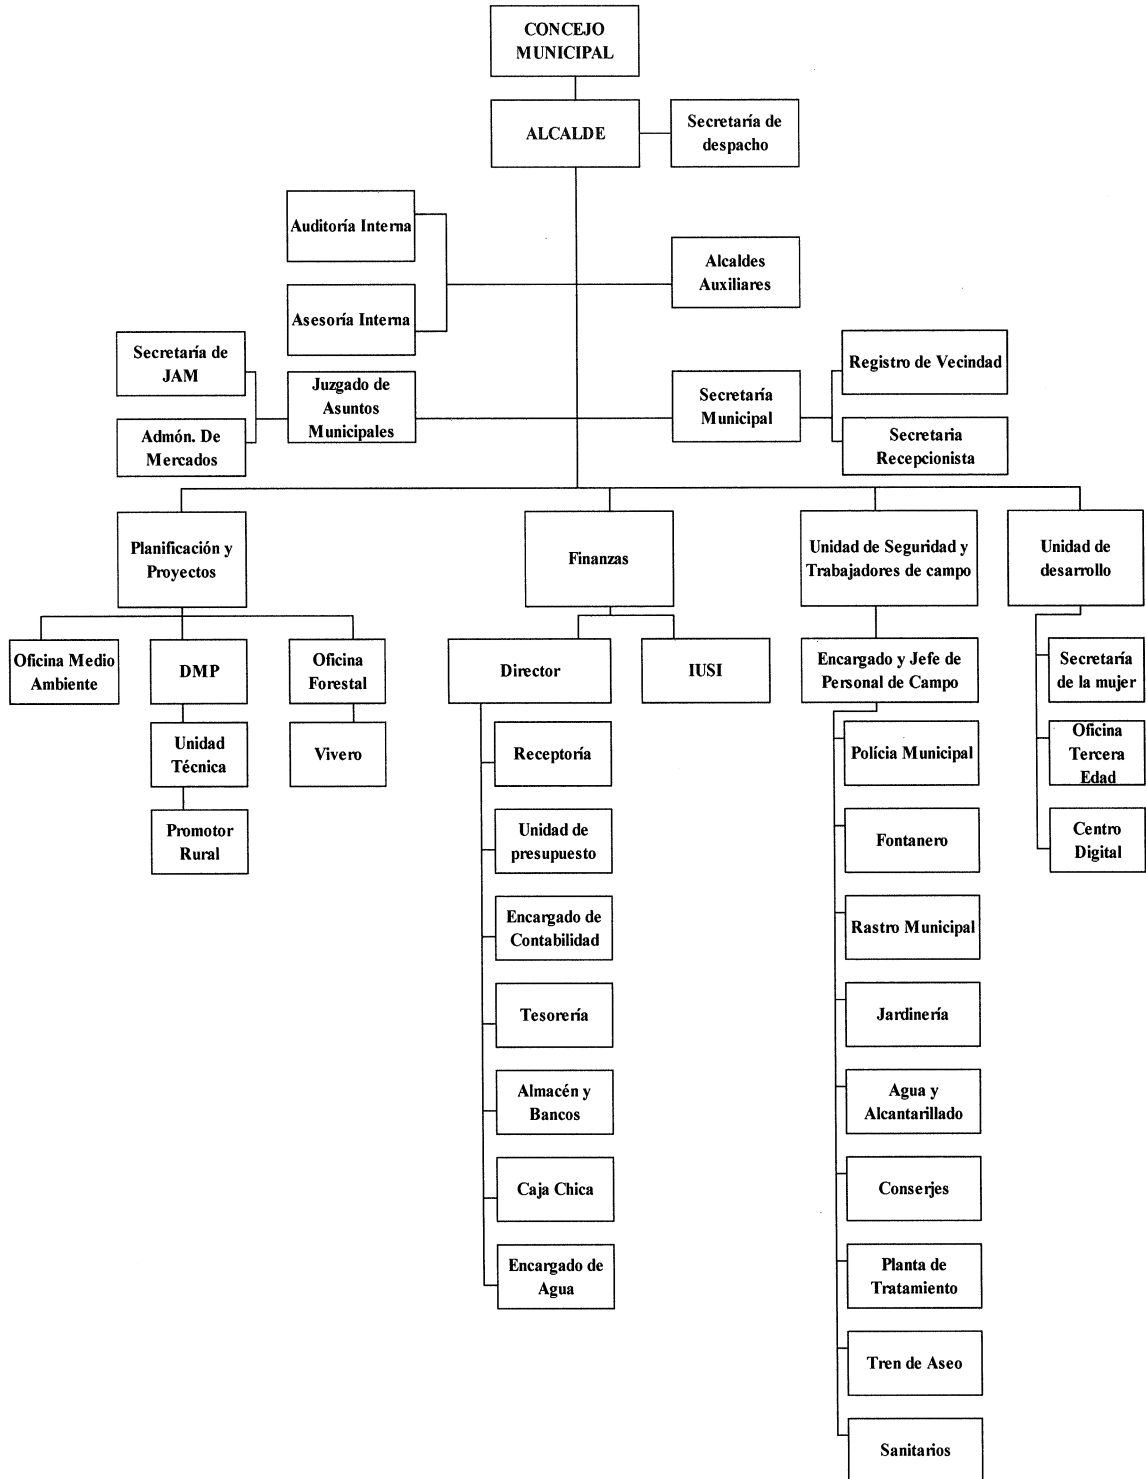 CONCEJO
MUNICIPAL
ALCALDE
Secretaría de
despacho
Auditoría Interna
Alcaldes
Auxiliares
Asesoría Interna
Secretaría de
JAM
Admón. De
Mercados
Juzgado de
Asuntos
Municipales
Secretaría
Municipal
Registro de Vecindad
Secretaria
Recepcionista
Planificación y
Proyectos
Finanzas
Unidad de Seguridad y
Trabajadores de campo
Unidad de
desarrollo
Oficina Medio
Ambiente
DMP
Oficina
Forestal
Director
IUSI
Encargado y Jefe de
Personal de Campo
Secretaría
de la mujer
Unidad
Técnica
Vivero
Receptoría
Polícia Municipal
Oficina
Tercera
Edad
Promotor
Rural
Unidad de
presupuesto
Fontanero
Centro
Digital
Encargado de
Contabilidad
Rastro Municipal
Tesorería
Jardinería
Almacén y
Bancos
Agua y
Alcantarillado
Caja Chica
Conserjes
Encargado de
Agua
Planta de
Tratamiento
Tren de Aseo
Sanitarios